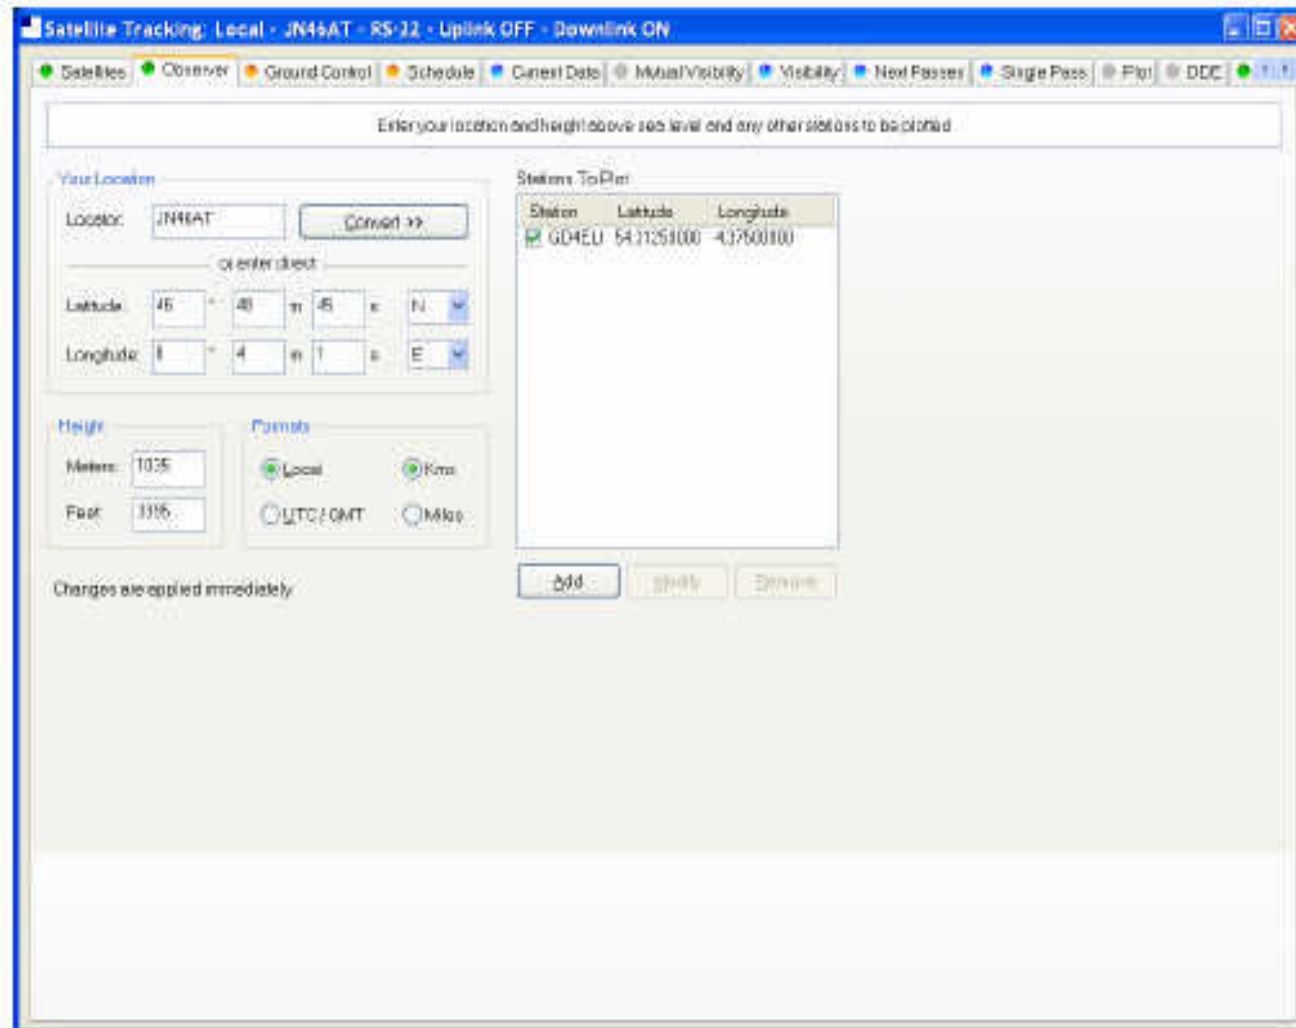 Satellite Tracking: Local - JN46AT - RS-22 - Uplink OFF - Downlink ON
Satellites Observer Ground Control Schedule Current Data Mutual Visibility Visibility Next Passes Single Pass Plot DDE
Enter your location and height above sea level and any other stations to be plotted
Your Location
Locator: JN46AT Convert >>
or enter direct
Latitude: 46 ° 48 m 45 s N
Longitude: 8 ° 4 m 1 s E
Height
Meters: 1035
Feet: 3395
Formats
Local Kms
UTC / GMT Miles
Changes are applied immediately
Stations To Plot
Station Latitude Longitude
GD4ELI -4.37500000
Add Modify Remove